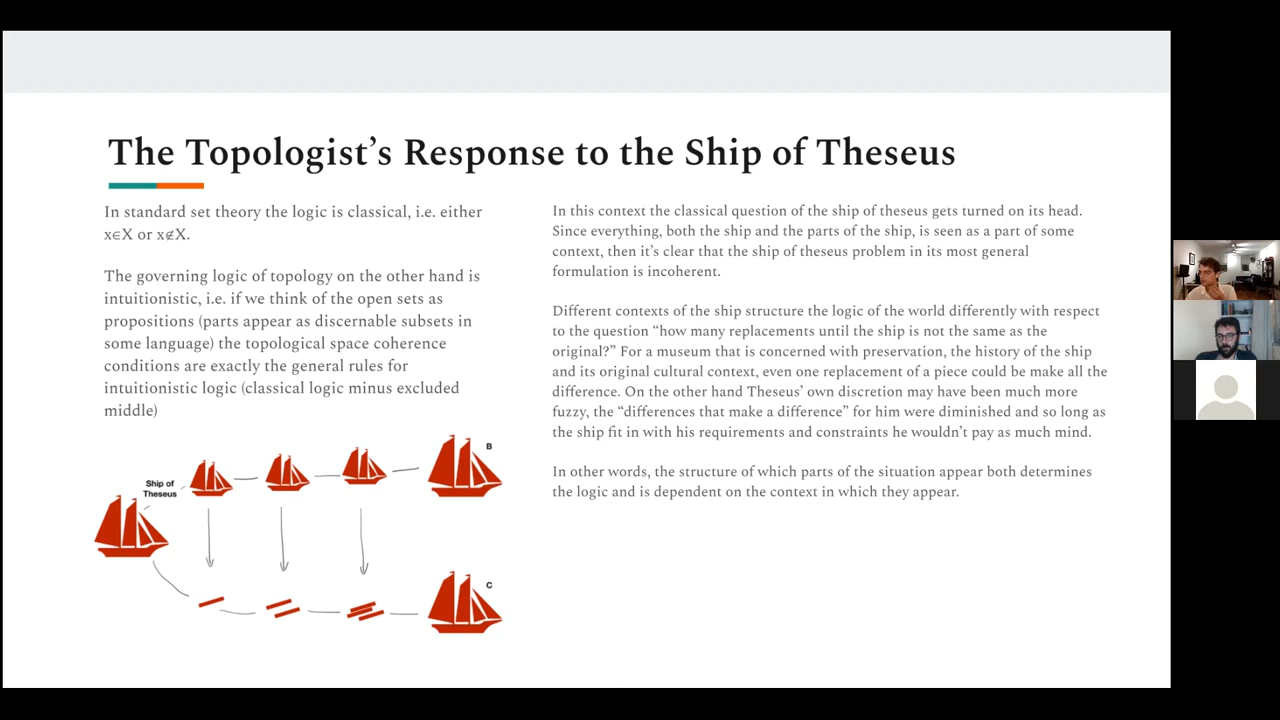 The Topologist's Response to the Ship of Theseus
In standard set theory the logic is classical, i.e. either
x∈X or x∉X.
The governing logic of topology on the other hand is
intuitionistic, i.e. if we think of the open sets as
propositions (parts appear as discernable subsets in
some language) the topological space coherence
conditions are exactly the general rules for
intuitionistic logic (classical logic minus excluded
middle)
Ship of
Theseus
B
C
In this context the classical question of the ship of theseus gets turned on its head.
Since everything, both the ship and the parts of the ship, is seen as a part of some
context, then it's clear that the ship of theseus problem in its most general
formulation is incoherent.
Different contexts of the ship structure the logic of the world differently with respect
to the question “how many replacements until the ship is not the same as the
original?” For a museum that is concerned with preservation, the history of the ship
and its original cultural context, even one replacement of a piece could be make all the
difference. On the other hand Theseus' own discretion may have been much more
fuzzy, the “differences that make a difference” for him were diminished and so long as
the ship fit in with his requirements and constraints he wouldn't pay as much mind.
In other words, the structure of which parts of the situation appear both determines
the logic and is dependent on the context in which they appear.